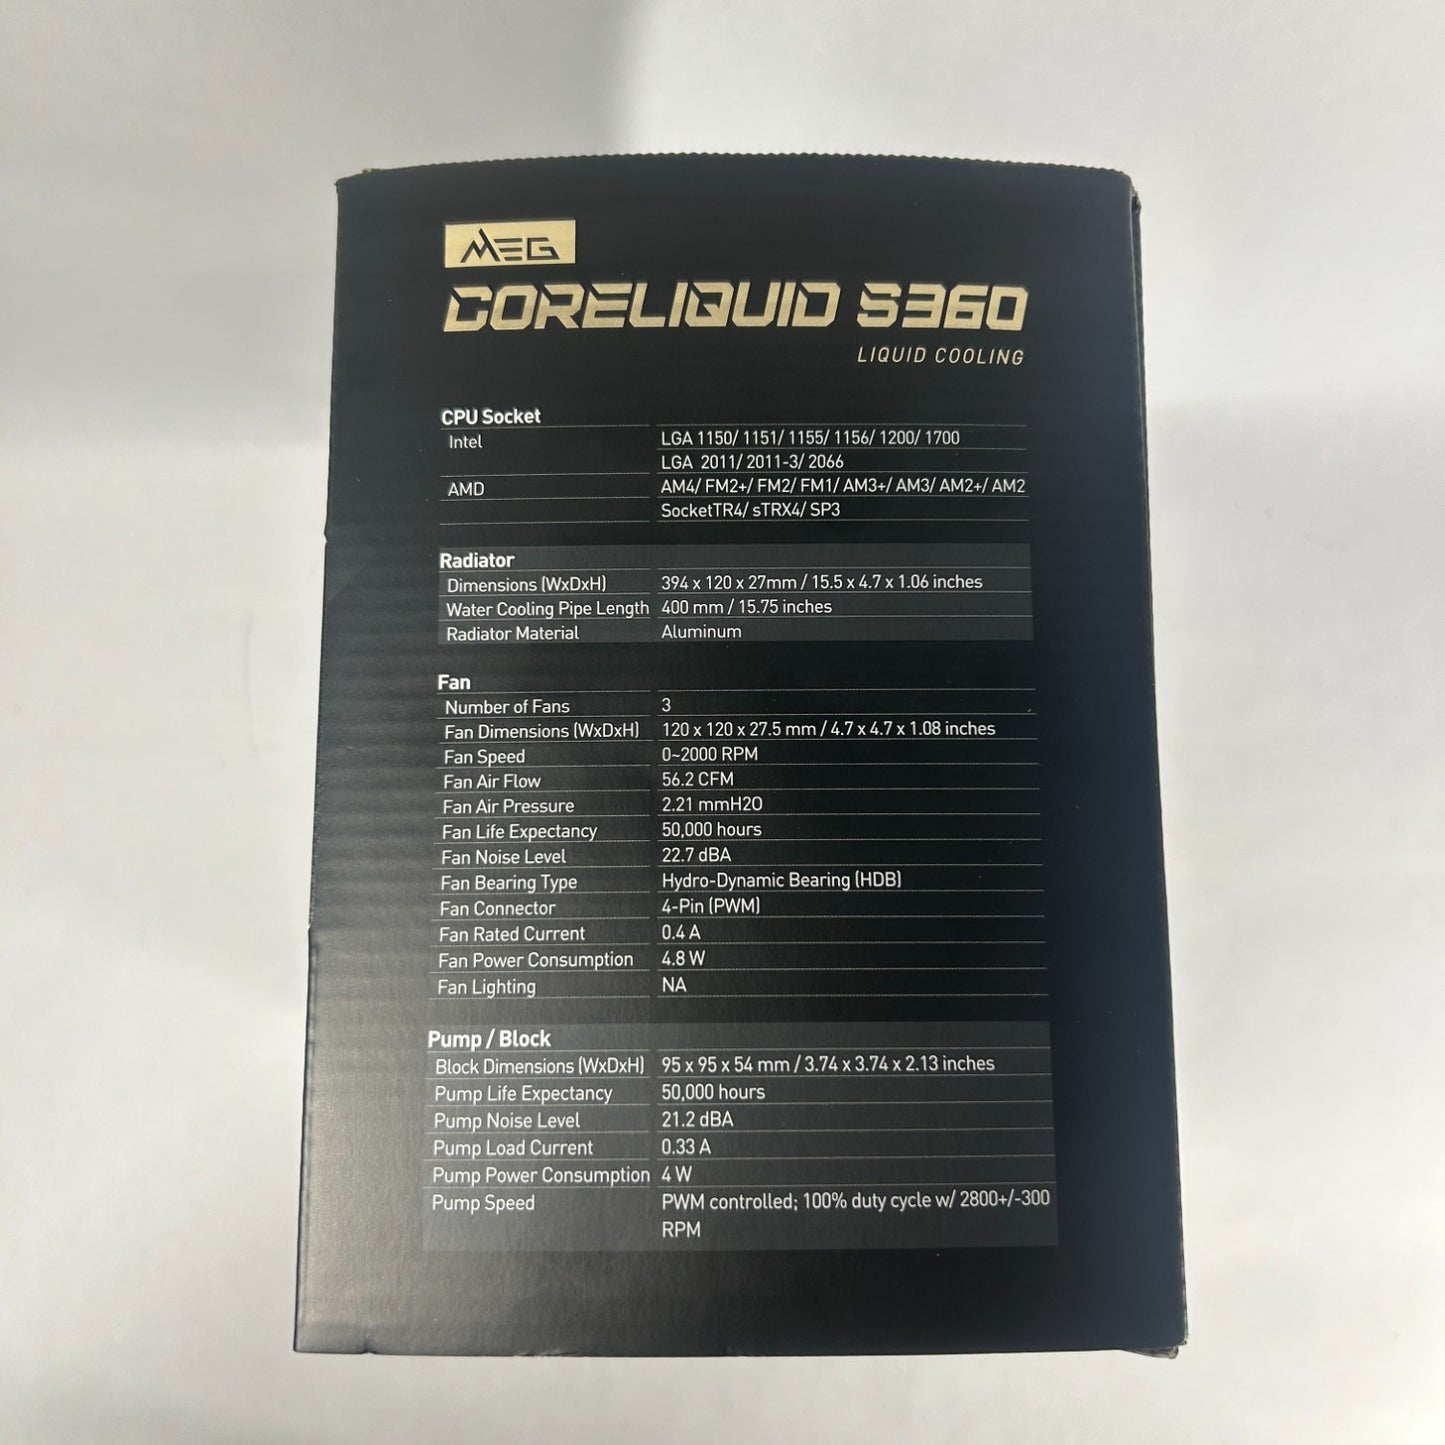 MEG
CORELIQUID S360
LIQUID COOLING
CPU Socket
Intel LGA 1150/ 1151/ 1155/ 1156/ 1200/ 1700
LGA 2011/ 2011-3/ 2066
AMD AM4/ FM2+/ FM2/ FM1/ AM3+/ AM3/ AM2+/ AM2
SocketTR4/ sTRX4/ SP3
Radiator
Dimensions (WxDxH) 394 x 120 x 27mm / 15.5 x 4.7 x 1.06 inches
Water Cooling Pipe Length 400 mm / 15.75 inches
Radiator Material Aluminum
Fan
Number of Fans 3
Fan Dimensions (WxDxH) 120 x 120 x 27.5 mm / 4.7 x 4.7 x 1.08 inches
Fan Speed 0~2000 RPM
Fan Air Flow 56.2 CFM
Fan Air Pressure 2.21 mmH2O
Fan Life Expectancy 50,000 hours
Fan Noise Level 22.7 dBA
Fan Bearing Type Hydro-Dynamic Bearing (HDB)
Fan Connector 4-Pin (PWM)
Fan Rated Current 0.4 A
Fan Power Consumption 4.8 W
Fan Lighting NA
Pump / Block
Block Dimensions (WxDxH) 95 x 95 x 54 mm / 3.74 x 3.74 x 2.13 inches
Pump Life Expectancy 50,000 hours
Pump Noise Level 21.2 dBA
Pump Load Current 0.33 A
Pump Power Consumption 4 W
Pump Speed PWM controlled; 100% duty cycle w/ 2800+/-300
RPM